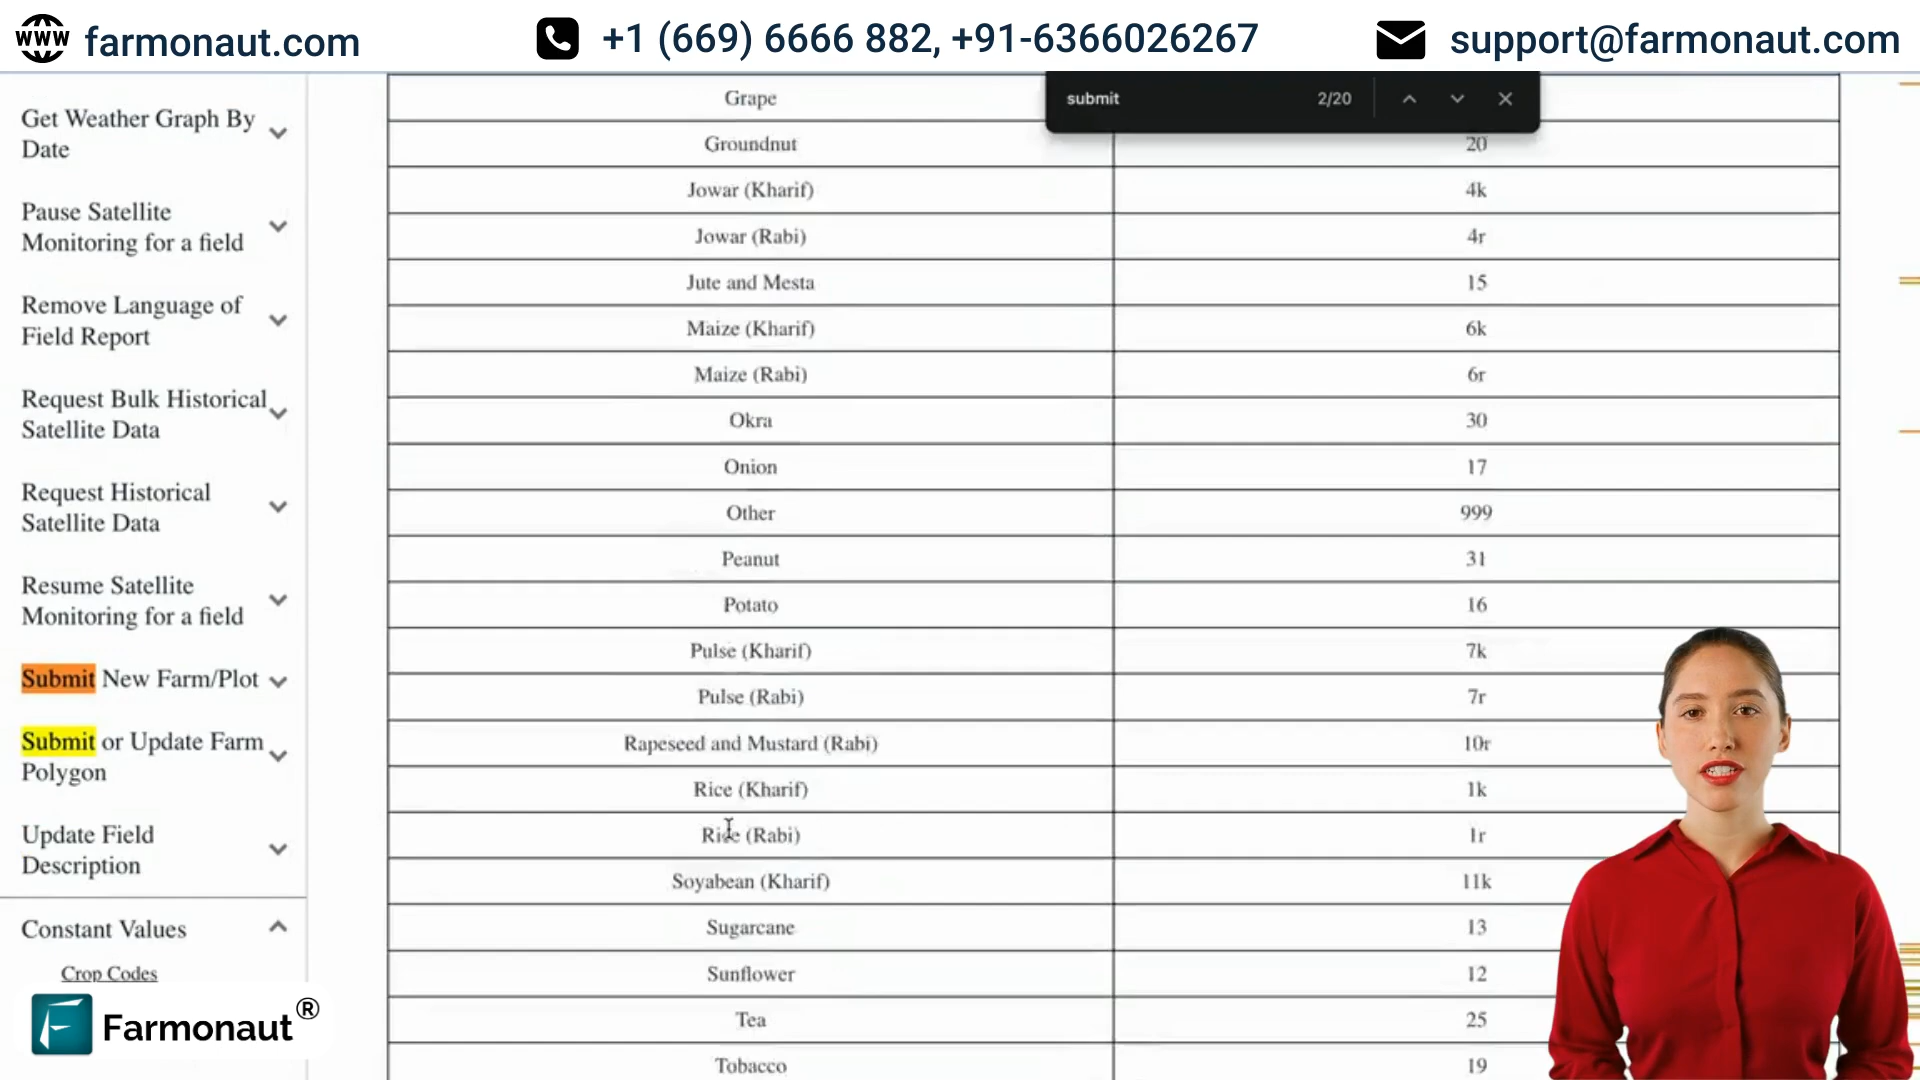 www farmonaut.com
+1 (669) 6666 882, +91-6366026267
support@farmonaut.com
submit 2/20
Get Weather Graph By
Date
Pause Satellite
Monitoring for a field
Remove Language of
Field Report
Request Bulk Historical
Satellite Data
Request Historical
Satellite Data
Resume Satellite
Monitoring for a field
Submit New Farm/Plot
Submit or Update Farm
Polygon
Update Field
Description
Constant Values
Crop Codes
Farmonaut®
Grape
Groundnut 20
Jowar (Kharif) 4k
Jowar (Rabi) 4r
Jute and Mesta 15
Maize (Kharif) 6k
Maize (Rabi) 6r
Okra 30
Onion 17
Other 999
Peanut 31
Potato 16
Pulse (Kharif) 7k
Pulse (Rabi) 7r
Rapeseed and Mustard (Rabi) 10r
Rice (Kharif) 1k
Rice (Rabi) 1r
Soyabean (Kharif) 11k
Sugarcane 13
Sunflower 12
Tea 25
Tobacco 19